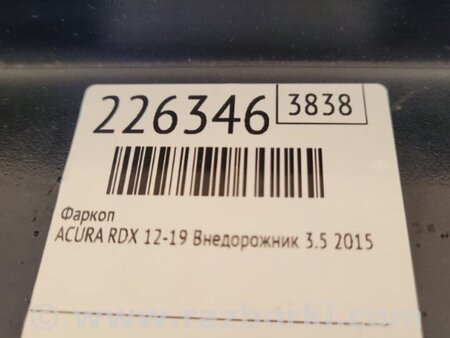 226346 3838
Фаркоп
ACURA RDX 12-19 Внедорожник 3.5 2015
© www.razborki.com